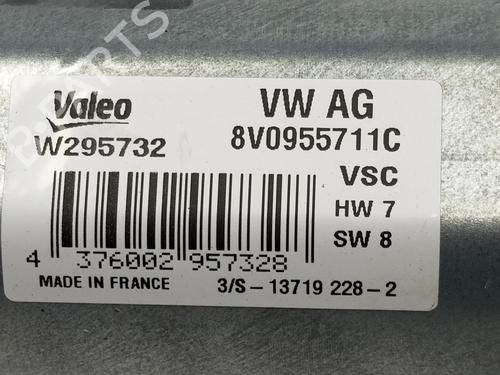 B-PARTS
Valeo
VW AG
W295732
8V0955711C
VSC
HW 7
SW 8
4 376002 957328
MADE IN FRANCE
3/S-13719 228-2